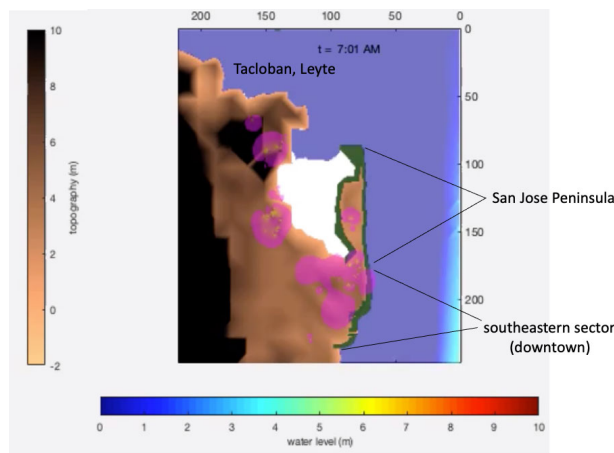 200 150 100 50 0
t = 7:01 AM
Tacloban, Leyte
0
50
100
150
200
San Jose Peninsula
southeastern sector
(downtown)
10
8
6
4
2
0
-2
topography (m)
0 1 2 3 4 5 6 7 8 9 10
water level (m)